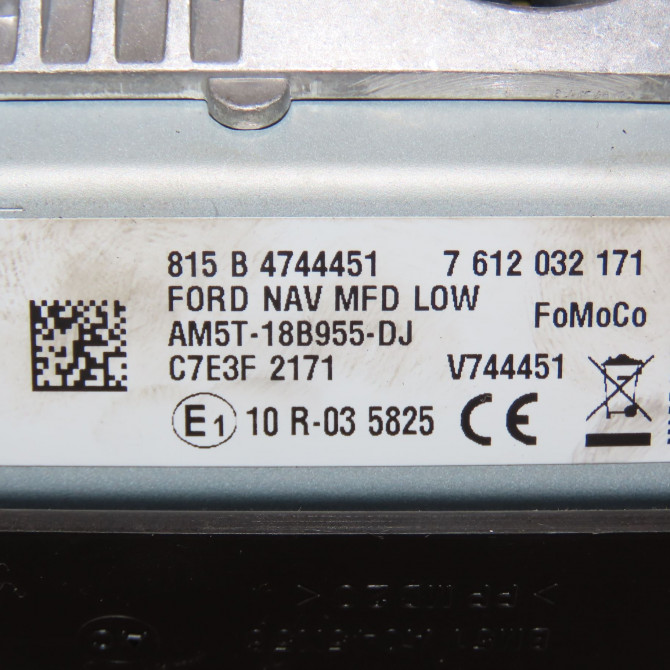 815 B 4744451 7 612 032 171
FORD NAV MFD LOW
FoMoCo
AM5T-18B955-DJ
C7E3F 2171 V744451
E1 10 R-03 5825 CE